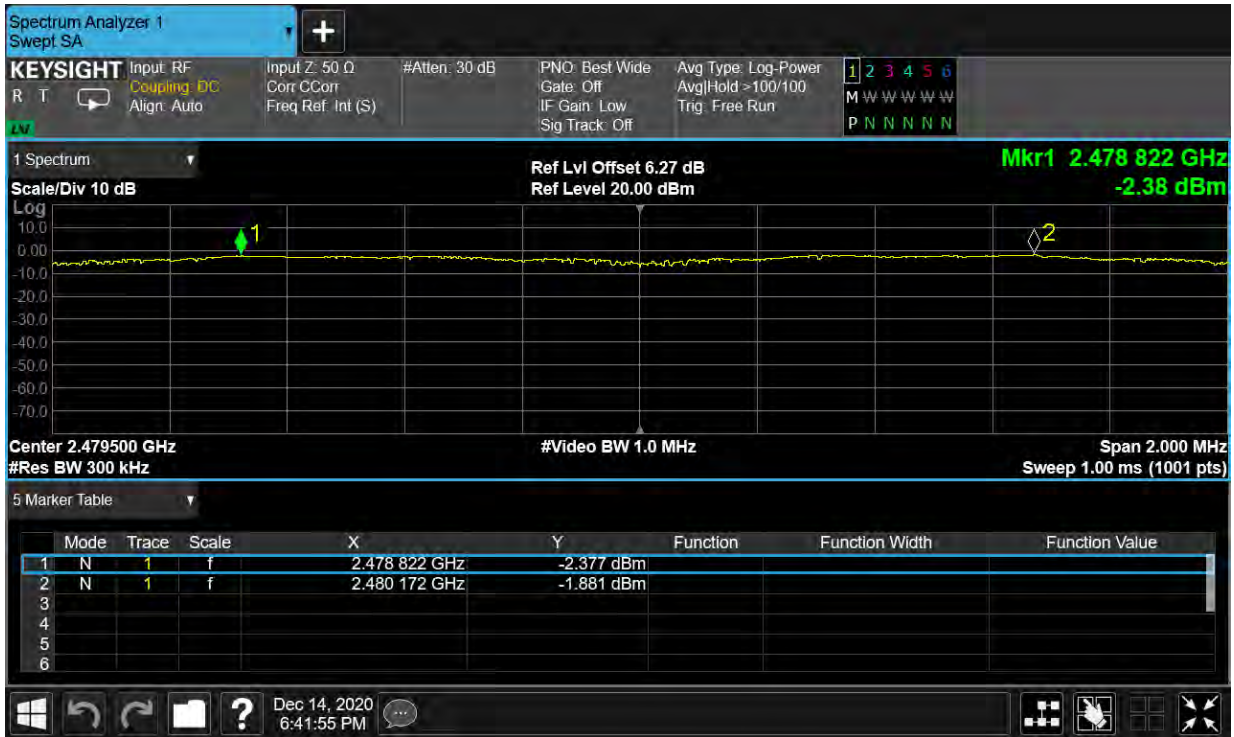 Spectrum Analyzer 1
Swept SA
+
KEYSIGHT Input: RF Input Z: 50 Ω #Atten: 30 dB PNO: Best Wide Avg Type: Log-Power 1 2 3 4 5 6
R T Coupling: DC Corr CCorr Gate: Off Avg|Hold >100/100 M W W W W W W
Align: Auto Freq Ref: Int (S) IF Gain: Low Trig: Free Run
Sig Track: Off P N N N N N N
1 Spectrum Ref Lvl Offset 6.27 dB Mkr1 2.478 822 GHz
Scale/Div 10 dB Ref Level 20.00 dBm -2.38 dBm
Log
10.0
1 2
0.00
-10.0
-20.0
-30.0
-40.0
-50.0
-60.0
-70.0
Center 2.479500 GHz #Video BW 1.0 MHz Span 2.000 MHz
#Res BW 300 kHz Sweep 1.00 ms (1001 pts)
5 Marker Table
Mode Trace Scale X Y Function Function Width Function Value
1 N 1 f 2.478 822 GHz -2.377 dBm
2 N 1 f 2.480 172 GHz -1.881 dBm
3
4
5
6
? Dec 14, 2020
6:41:55 PM